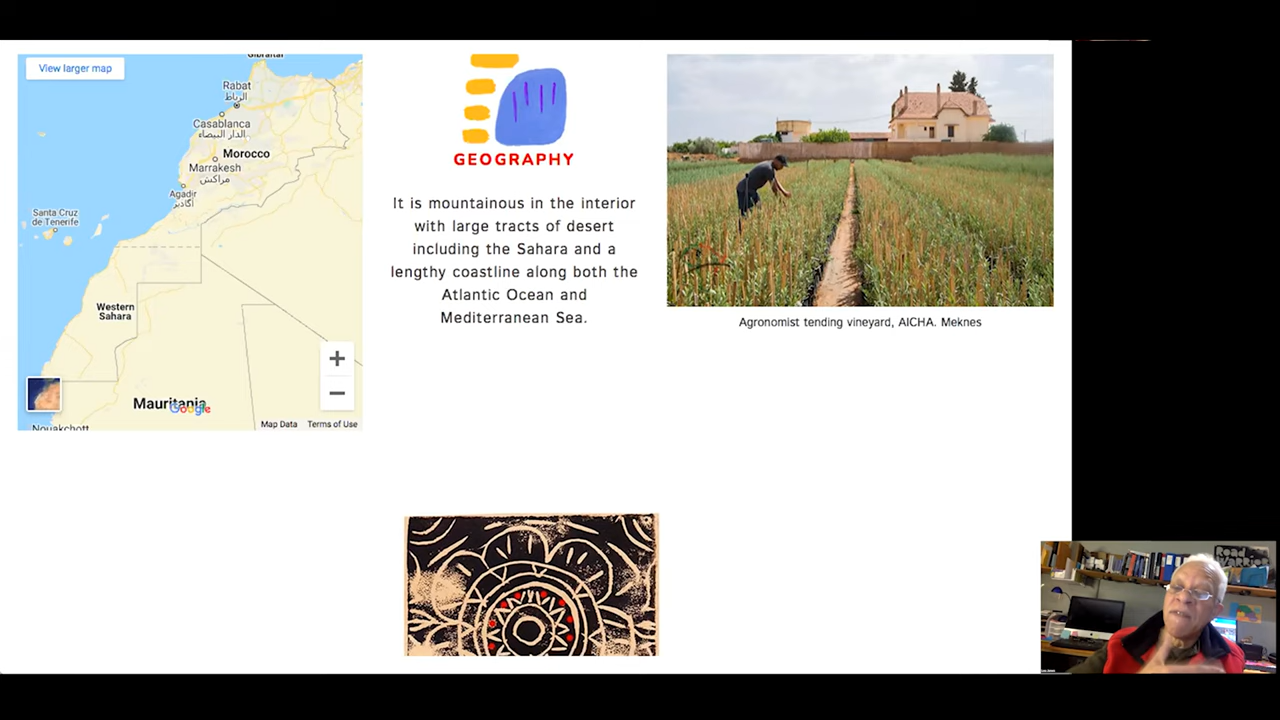 View larger map
Gibraltar
Rabat
الرباط
Casablanca
الدار البيضاء
Morocco
Marrakesh
مراكش
Agadir
أكادير
Santa Cruz
de Tenerife
Western
Sahara
Mauritania
Google
Nouakchott
Map Data
Terms of Use
GEOGRAPHY
It is mountainous in the interior
with large tracts of desert
including the Sahara and a
lengthy coastline along both the
Atlantic Ocean and
Mediterranean Sea.
Agronomist tending vineyard, AICHA. Meknes
Road
Warrior